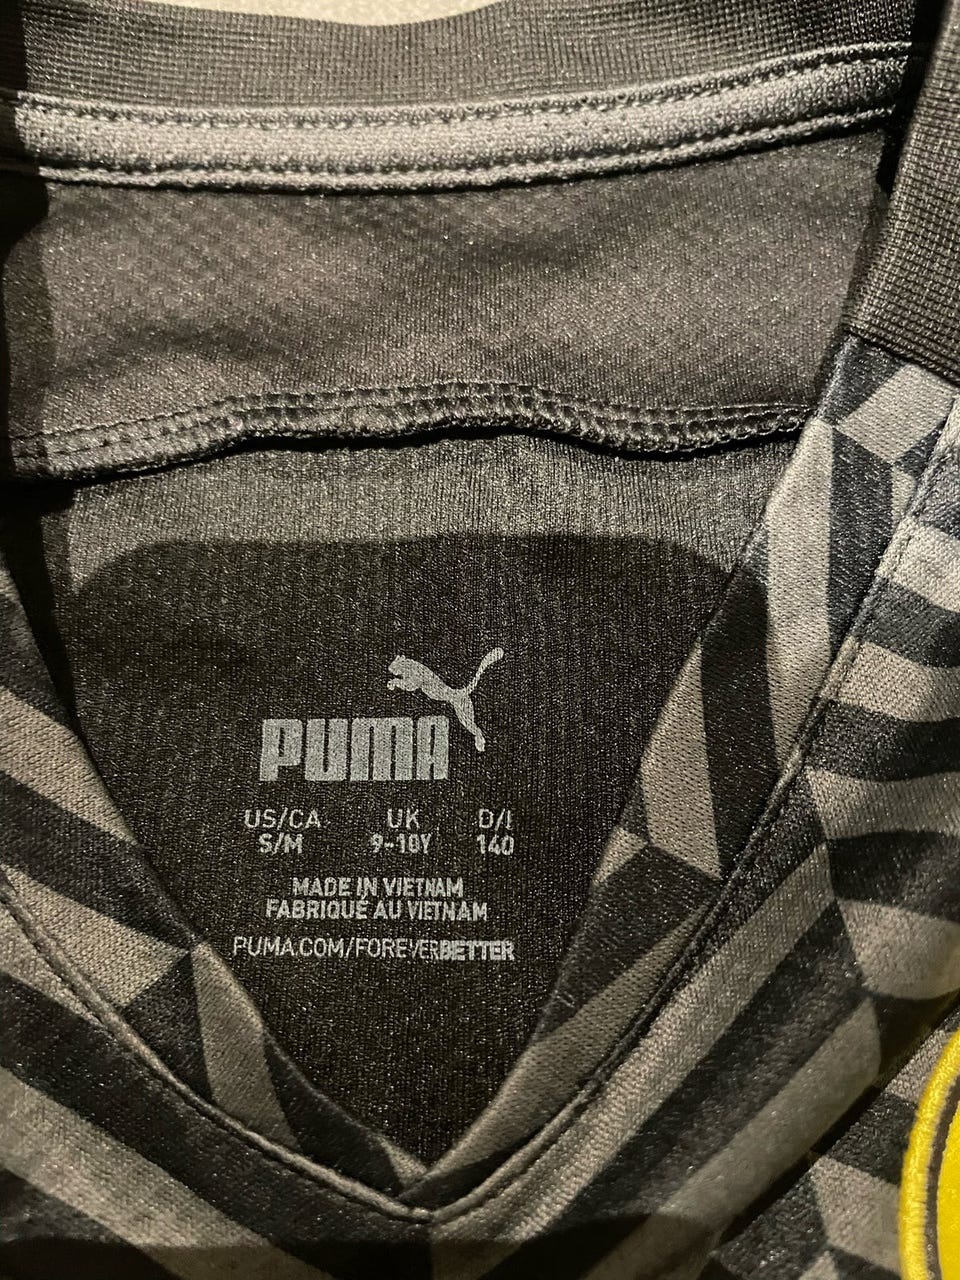 PUMA
US/CA UK D/I
S/M 9-10Y 140
MADE IN VIETNAM
FABRIQUÉ AU VIETNAM
PUMA.COM/FOREVERBETTER